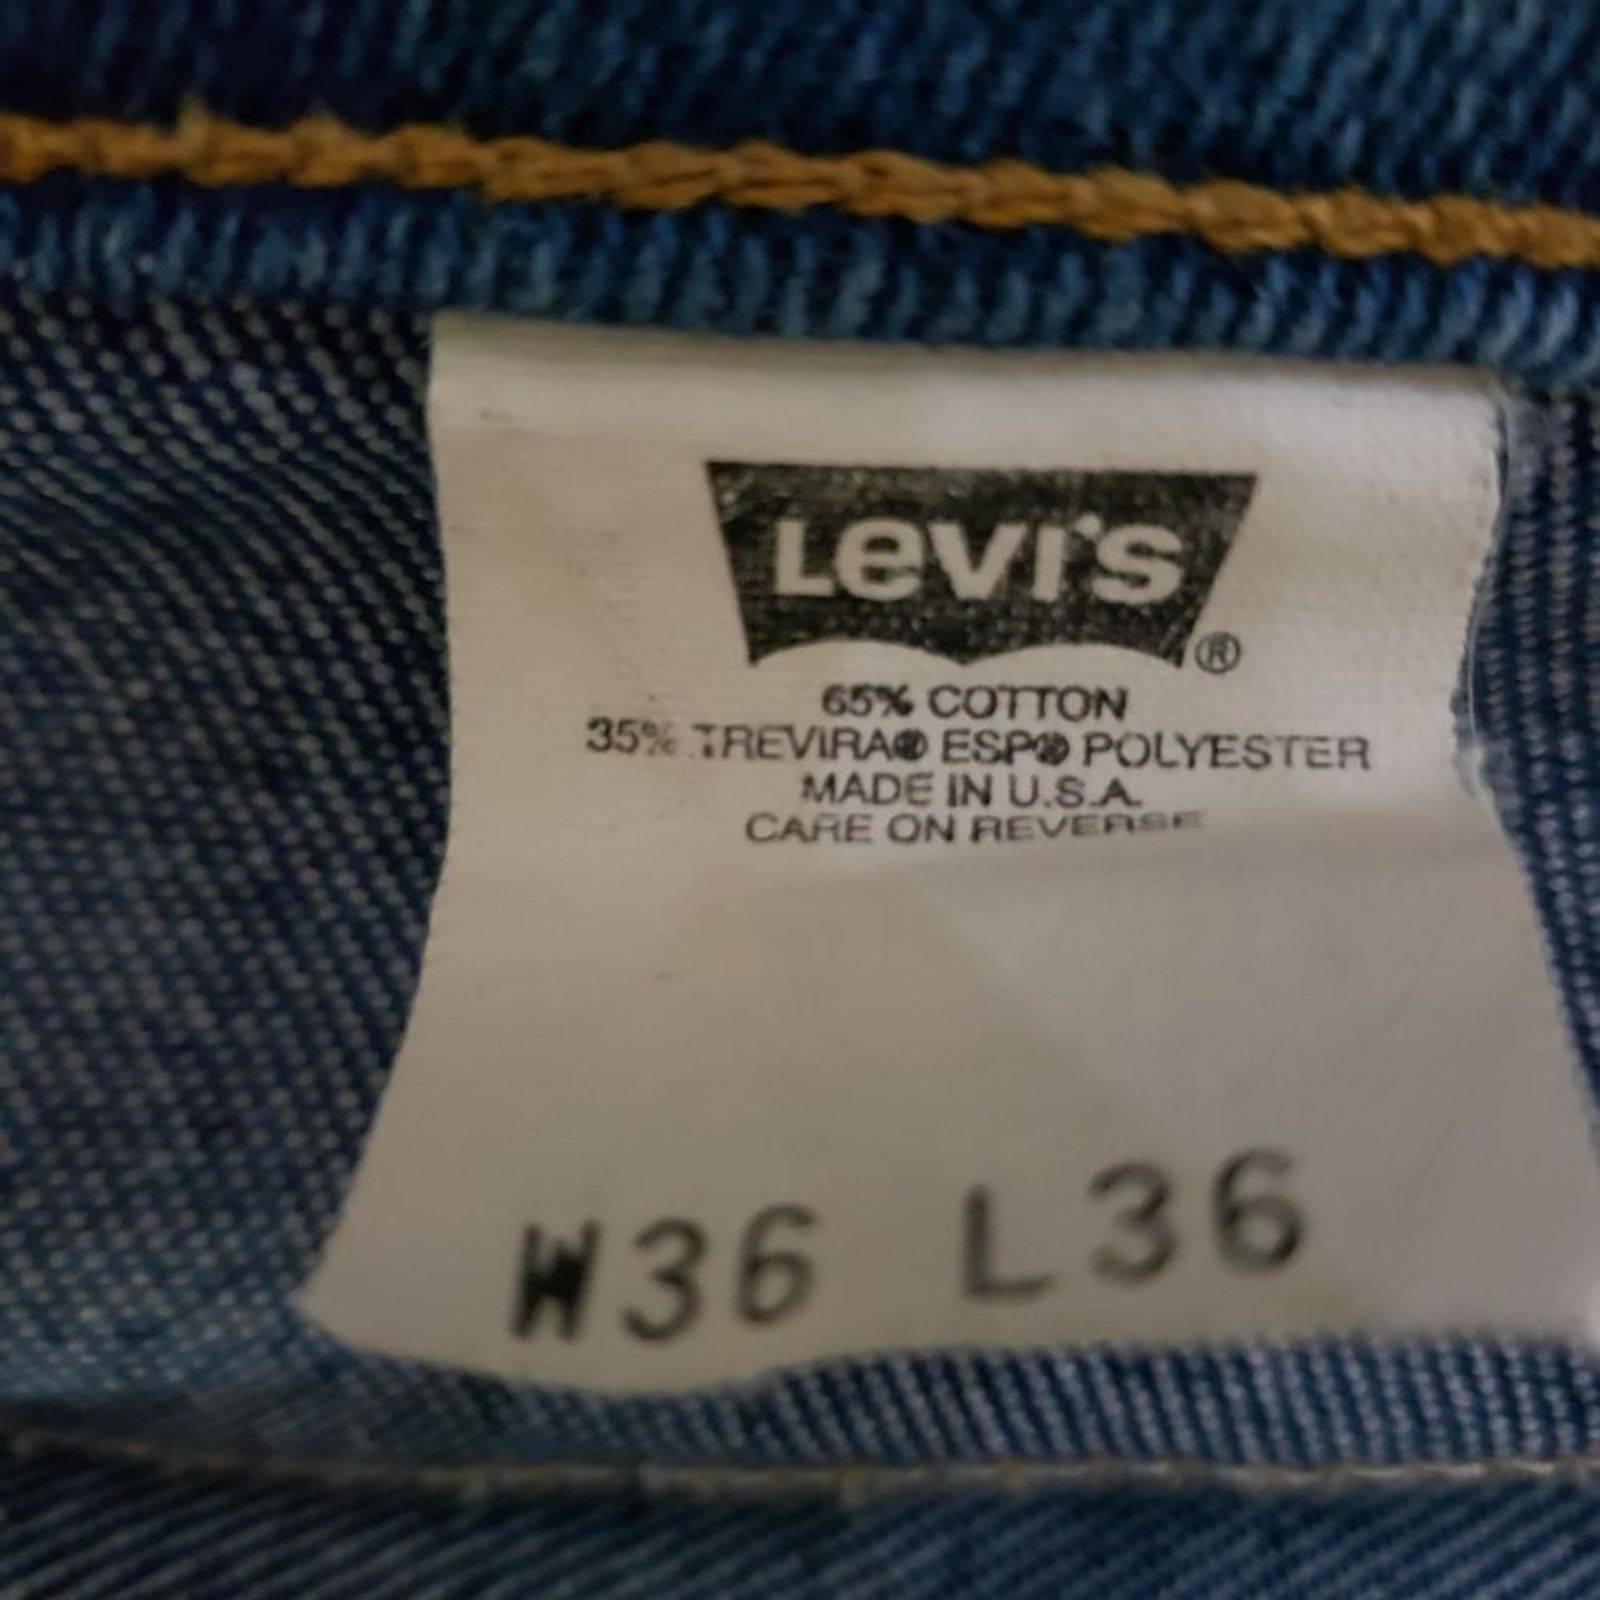 Levi's®
65% COTTON
35% TREVIRA® ESP® POLYESTER
MADE IN U.S.A.
CARE ON REVERSE
W36 L36